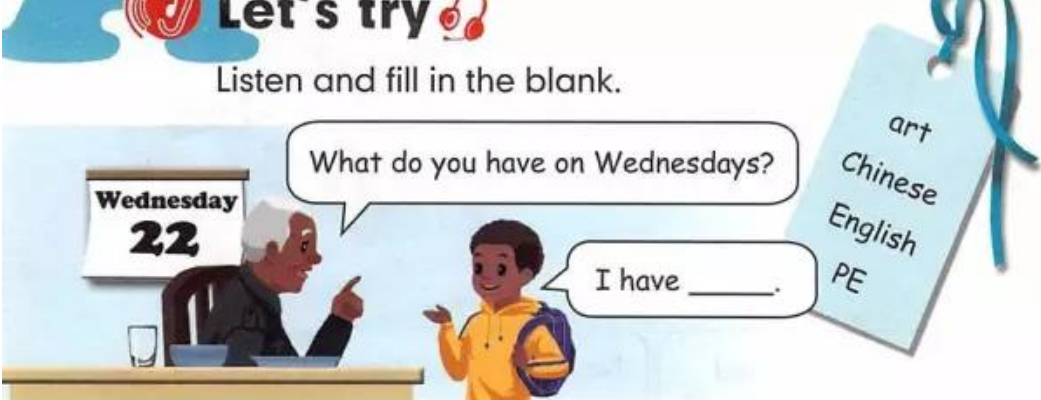 Let's try
Listen and fill in the blank.
What do you have on Wednesdays?
Wednesday
22
I have ______.
art
Chinese
English
PE